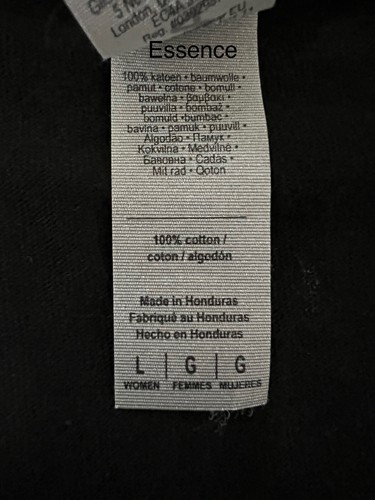 London,
Essence
100% katoen • baumwolle •
pamut • cotone • bomull •
bawełna • βαμβάκι •
puuvilla • bombaž •
bomuld •bumbac •
bavlna • pamuk • puuvill •
Algodão • Памук •
Kokvilna • Medvilnė •
Бавовна • Cadás •
Mit rad • Qoton
100% cotton /
coton / algodón
Made in Honduras
Fabriqué au Honduras
Hecho en Honduras
L | G | G
WOMEN FEMMES MUJERES